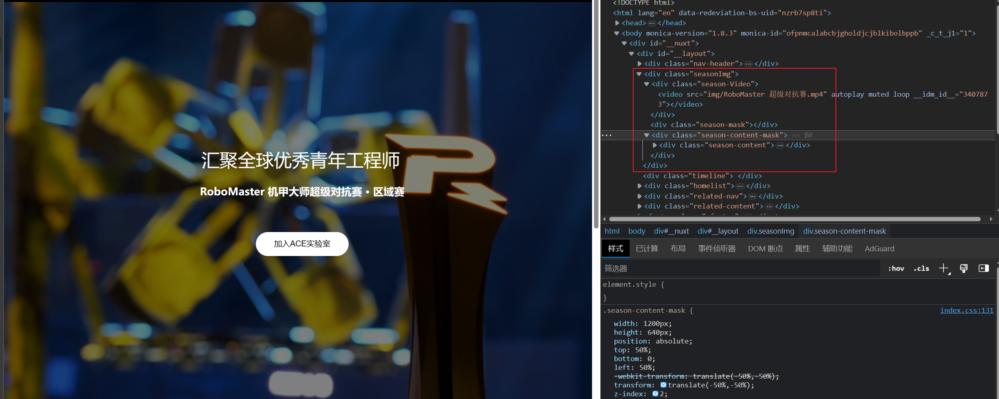 汇聚全球优秀青年工程师
RoboMaster 机甲大师超级对抗赛 • 区域赛
加入ACE实验室
<!DOCTYPE html>
<html lang="en" data-redeviation-bs-uid="nzrb7sp8ti">
<head> ••• </head>
<body monica-version="1.8.3" monica-id="ofpnmcalabcbjgholdjcjblkibolbppb" _c_t_j1="1">
<div id="__nuxt">
<div id="__layout">
<div class="nav-header"> ••• </div>
<div class="seasonImg">
<div class="season-Video">
<video src="img/RoboMaster 超级对抗赛.mp4" autoplay muted loop __idm_id__="340787
3"></video>
</div>
<div class="season-mask"></div>
••• <div class="season-content-mask"> == $0
<div class="season-content"> ••• </div>
</div>
</div>
<div class="timeline"> </div>
<div class="homelist"> ••• </div>
<div class="related-nav"> ••• </div>
<div class="related-content"> ••• </div>
html body div#__nuxt div#__layout div.seasonImg div.season-content-mask
样式 已计算 布局 事件侦听器 DOM 断点 属性 辅助功能 AdGuard
筛选器 :hov .cls
element.style {
}
.season-content-mask { index.css:131
width: 1200px;
height: 640px;
position: absolute;
top: 50%;
bottom: 0;
left: 50%;
-webkit-transform: translate(-50%,-50%);
transform: translate(-50%,-50%);
z-index: 2;